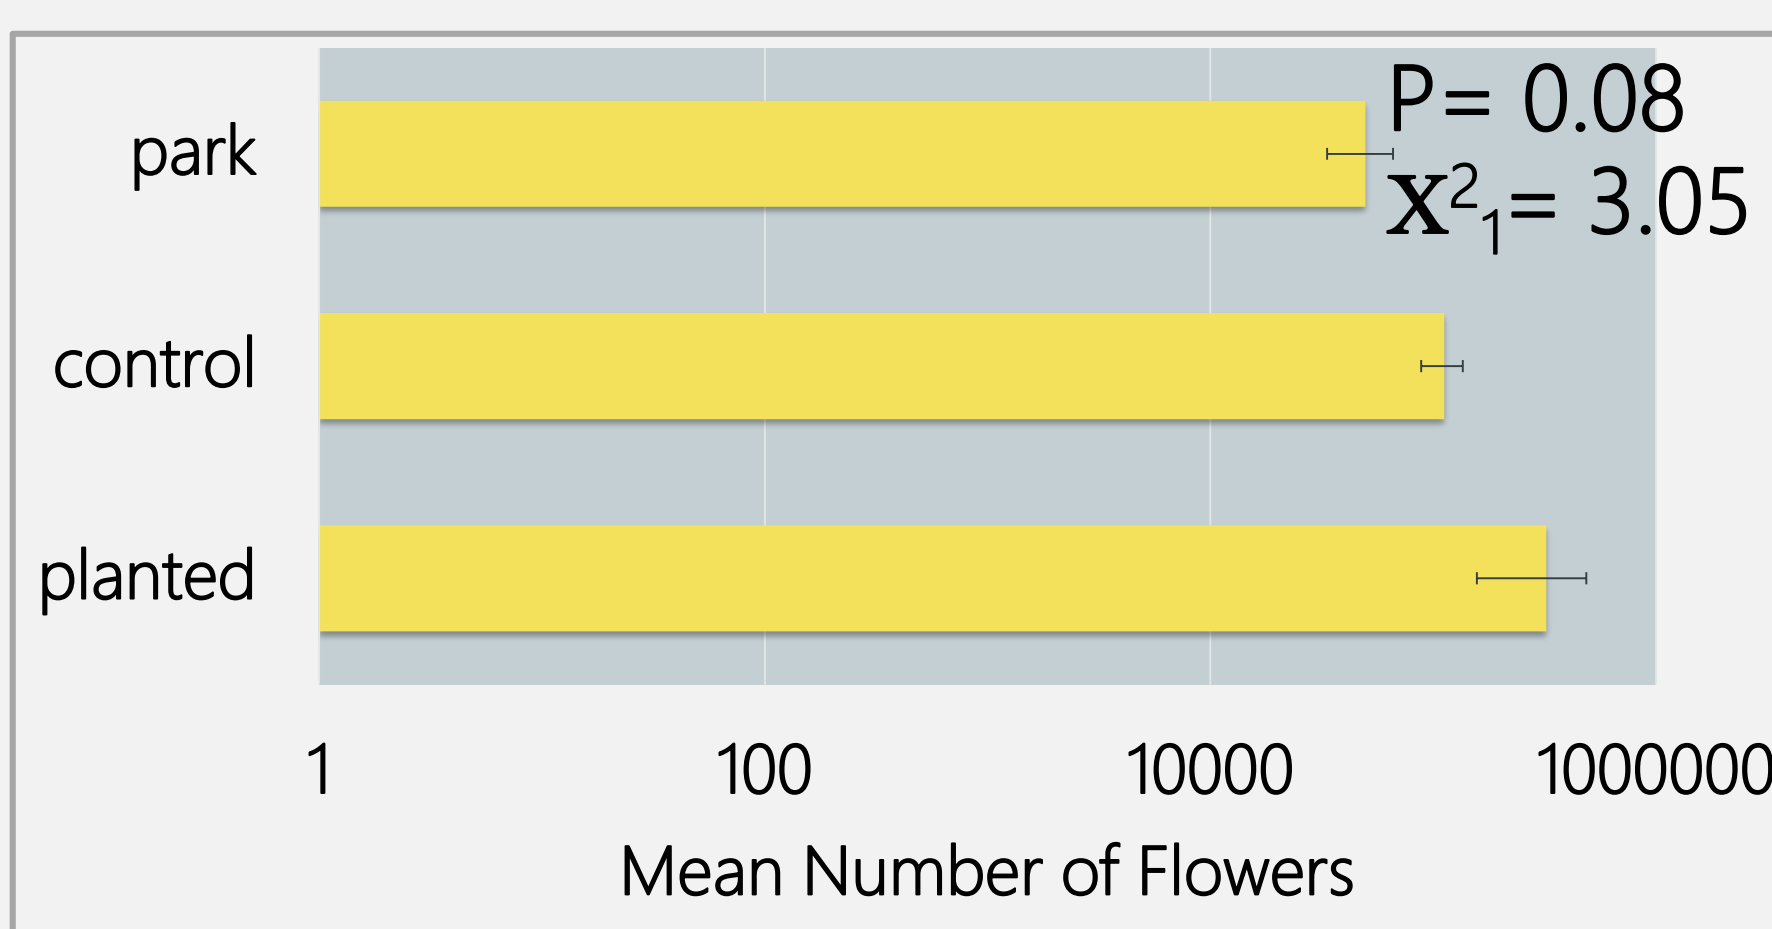 park
P= 0.08
x²₁= 3.05
control
planted
1 100 10000 1000000
Mean Number of Flowers